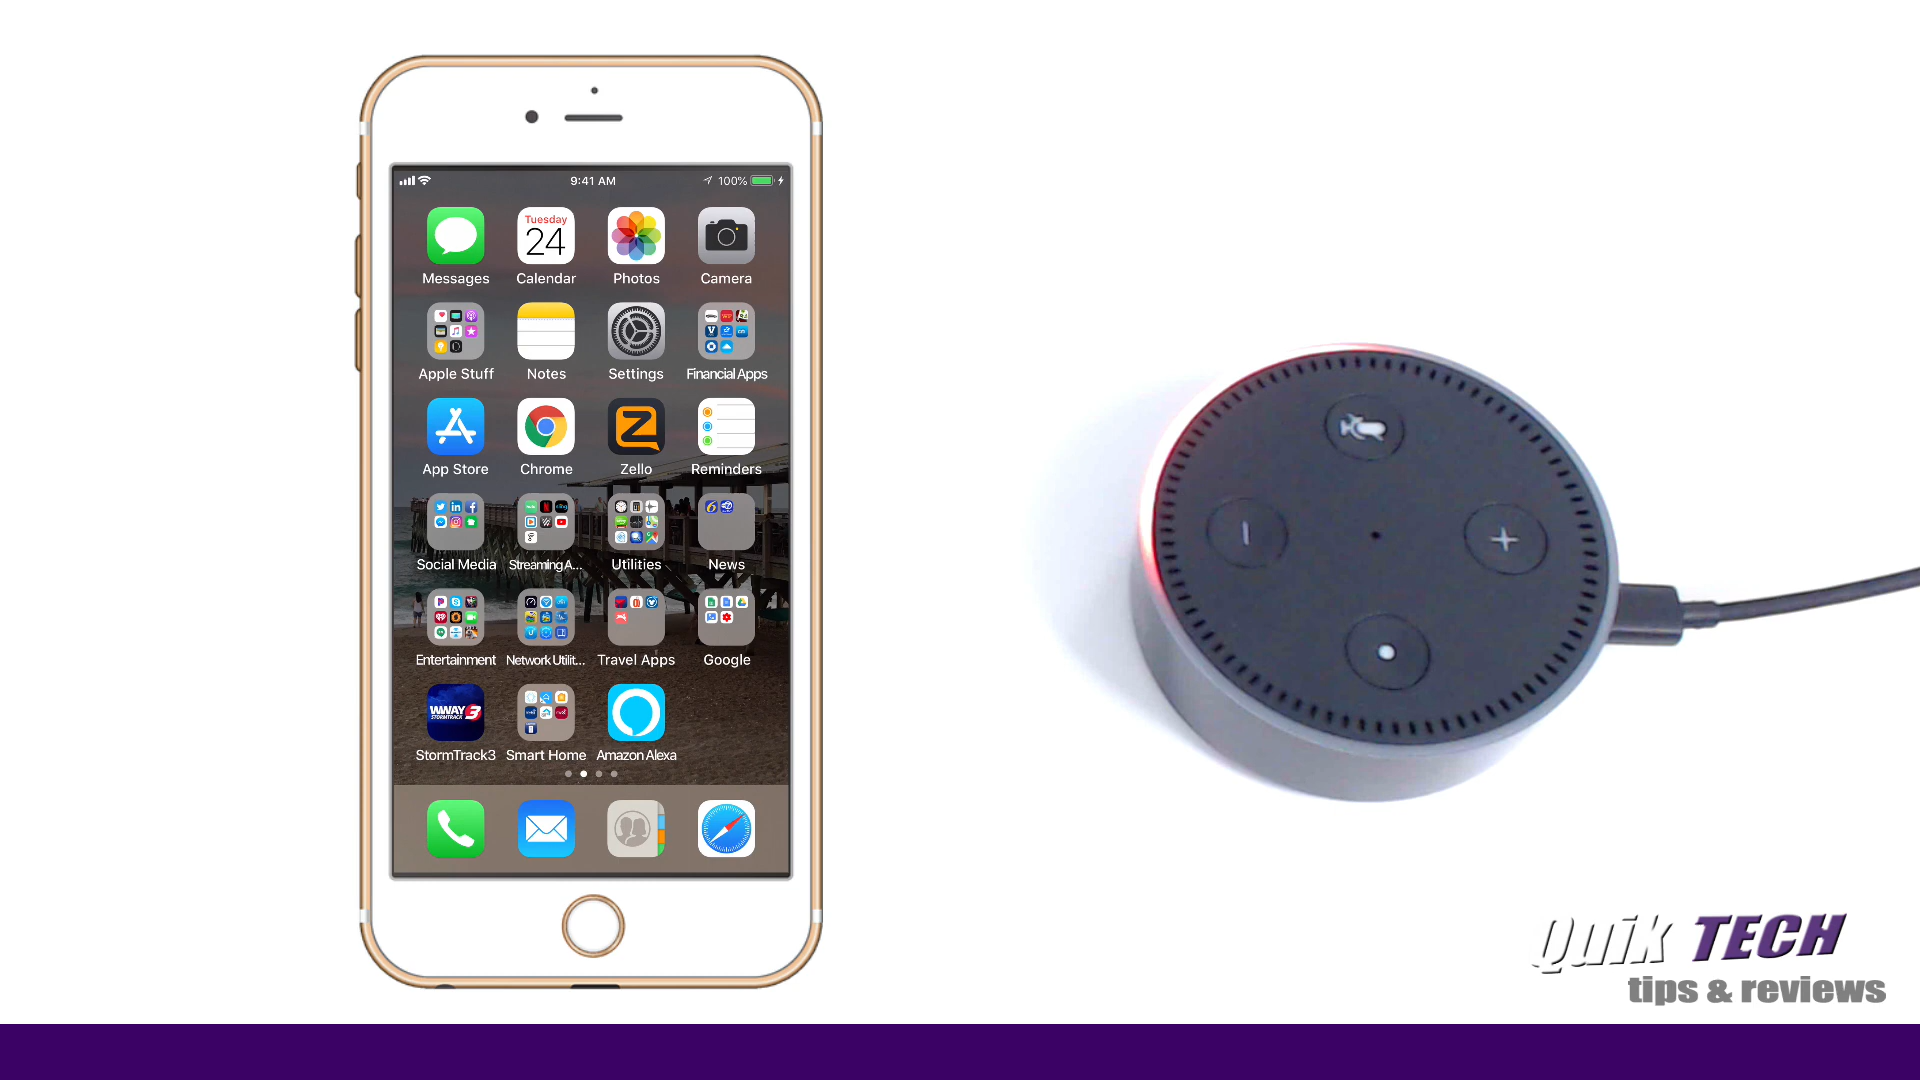 9:41 AM 100%
Tuesday
24
Messages Calendar Photos Camera
Apple Stuff Notes Settings Financial Apps
App Store Chrome Zello Reminders
Social Media Streaming A... Utilities News
Entertainment Network Utilit... Travel Apps Google
WWAY 3
STORMTRACK
StormTrack3 Smart Home Amazon Alexa
Quik TECH
tips & reviews